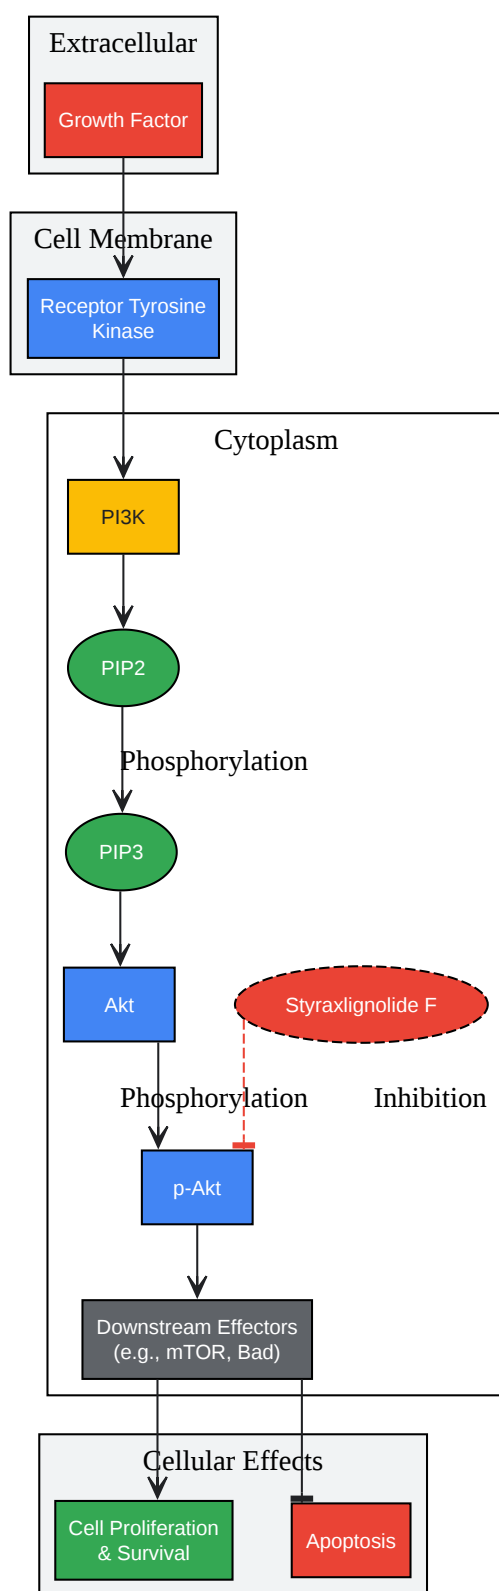 Extracellular
Growth Factor
Cell Membrane
Receptor Tyrosine
Kinase
Cytoplasm
PI3K
PIP2
Phosphorylation
PIP3
Akt
Styraxlignolide F
Phosphorylation
Inhibition
p-Akt
Downstream Effectors
(e.g., mTOR, Bad)
Cellular Effects
Cell Proliferation
& Survival
Apoptosis